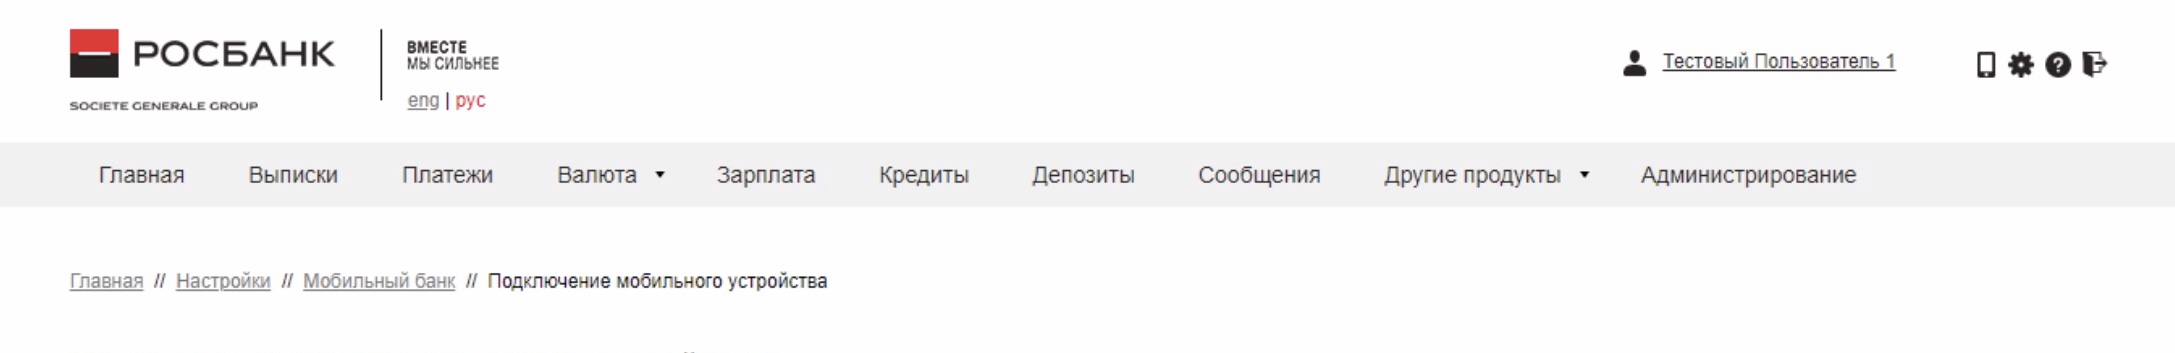 РОСБАНК
SOCIETE GENERALE GROUP
ВМЕСТЕ
МЫ СИЛЬНЕЕ
eng | рус
Тестовый Пользователь 1
Главная Выписки Платежи Валюта Зарплата Кредиты Депозиты Сообщения Другие продукты Администрирование
Главная // Настройки // Мобильный банк // Подключение мобильного устройства